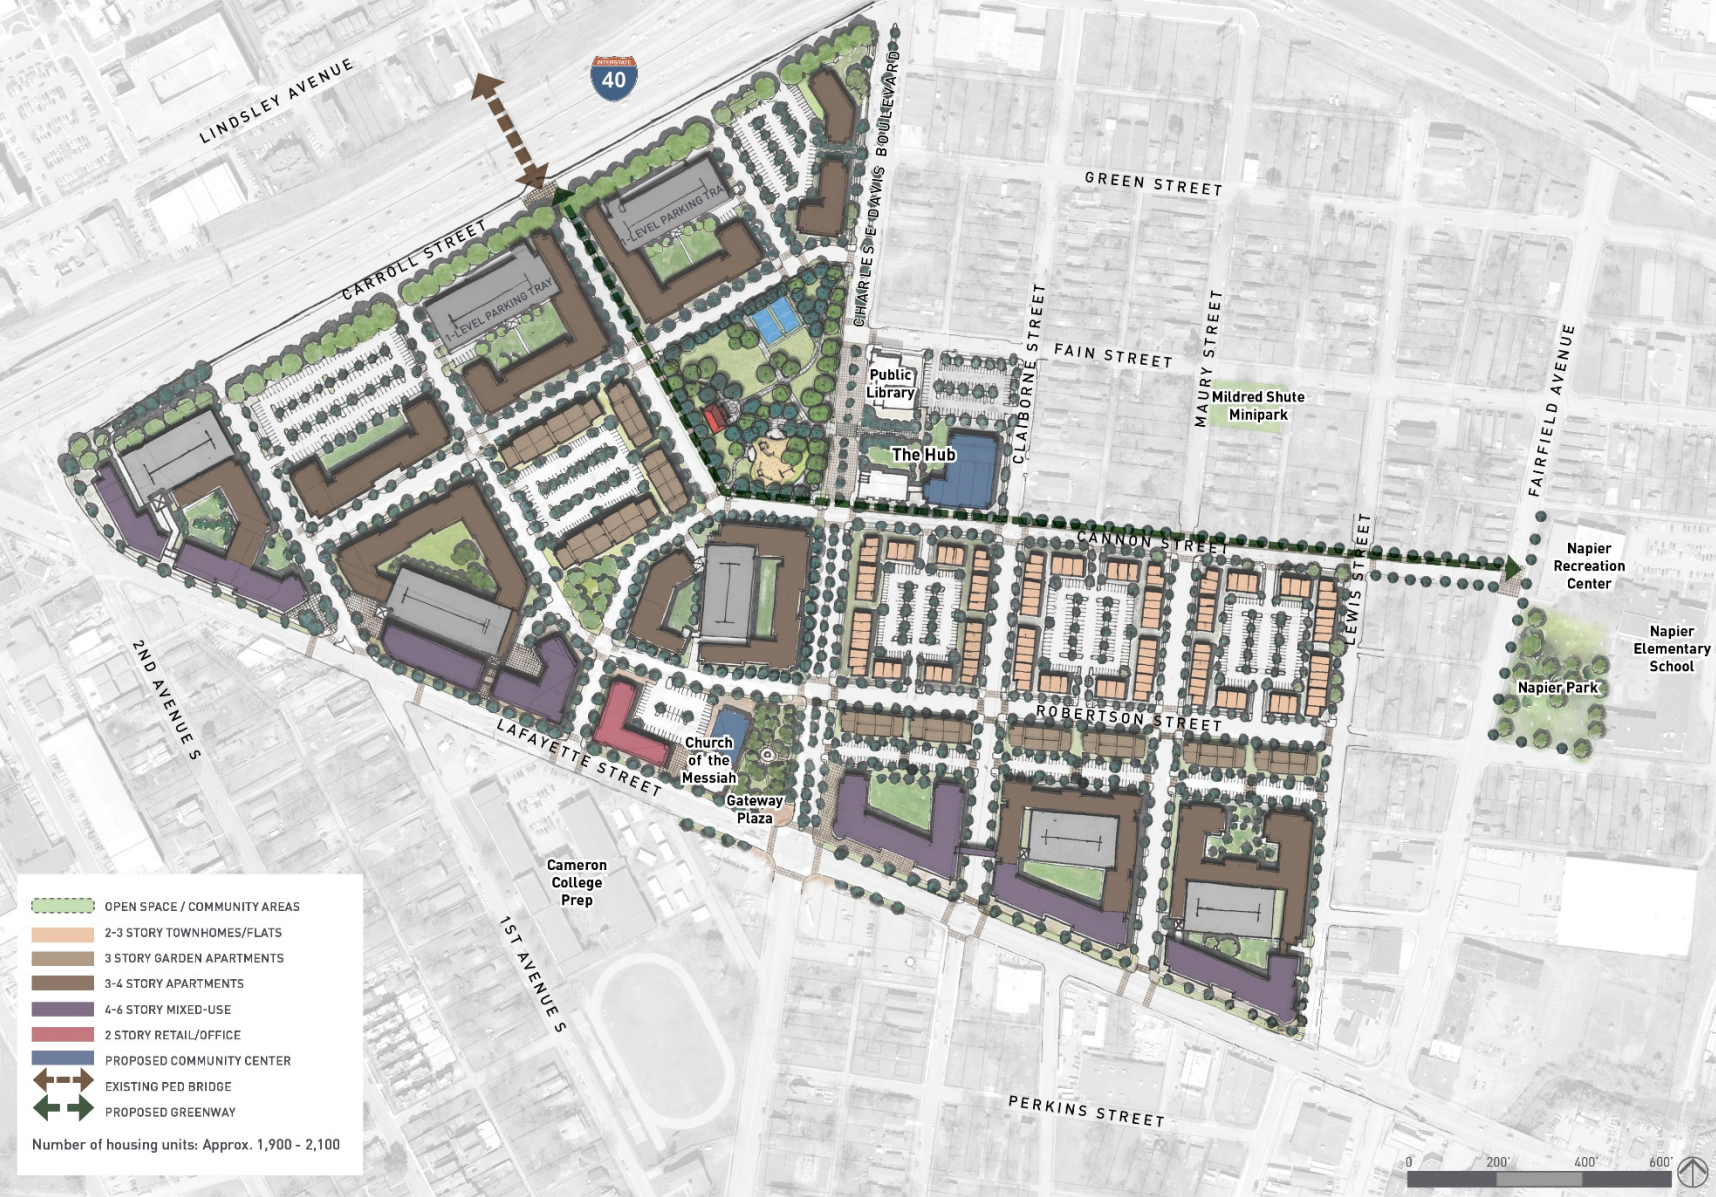 LINDSLEY AVENUE
INTERSTATE
40
CARROLL STREET
1-LEVEL PARKING TRAY
1-LEVEL PARKING TRA
CHARLES E DAVIS BOULEVARD
GREEN STREET
FAIN STREET
CLAIBORNE STREET
MAURY STREET
FAIRFIELD AVENUE
Public
Library
Mildred Shute
Minipark
The Hub
CANNON STREET
LEWIS STREET
Napier
Recreation
Center
Napier
Elementary
School
Napier Park
2ND AVENUE S
LAFAYETTE STREET
ROBERTSON STREET
Church
of the
Messiah
Gateway
Plaza
Cameron
College
Prep
1ST AVENUE S
PERKINS STREET
OPEN SPACE / COMMUNITY AREAS
2-3 STORY TOWNHOMES/FLATS
3 STORY GARDEN APARTMENTS
3-4 STORY APARTMENTS
4-6 STORY MIXED-USE
2 STORY RETAIL/OFFICE
PROPOSED COMMUNITY CENTER
EXISTING PED BRIDGE
PROPOSED GREENWAY
Number of housing units: Approx. 1,900 - 2,100
0' 200' 400' 600'